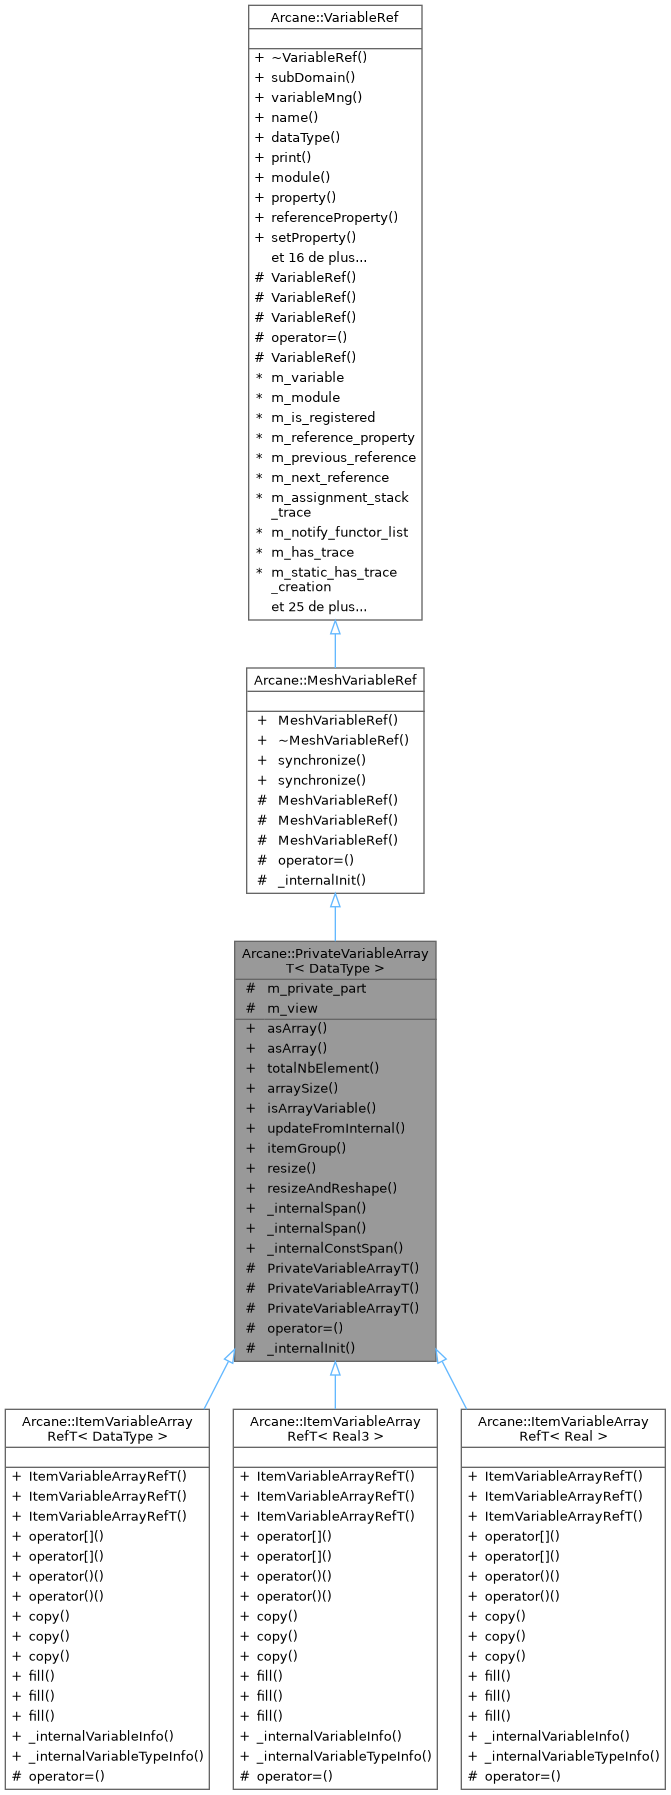 Arcane::VariableRef
+ ~VariableRef()
+ subDomain()
+ variableMng()
+ name()
+ dataType()
+ print()
+ module()
+ property()
+ referenceProperty()
+ setProperty()
et 16 de plus...
# VariableRef()
# VariableRef()
# VariableRef()
# operator=()
# VariableRef()
* m_variable
* m_module
* m_is_registered
* m_reference_property
* m_previous_reference
* m_next_reference
* m_assignment_stack
_trace
* m_notify_functor_list
* m_has_trace
* m_static_has_trace
_creation
et 25 de plus...
Arcane::MeshVariableRef
+ MeshVariableRef()
+ ~MeshVariableRef()
+ synchronize()
+ synchronize()
# MeshVariableRef()
# MeshVariableRef()
# MeshVariableRef()
# operator=()
# _internalInit()
Arcane::PrivateVariableArray
T< DataType >
# m_private_part
# m_view
+ asArray()
+ asArray()
+ totalNbElement()
+ arraySize()
+ isArrayVariable()
+ updateFromInternal()
+ itemGroup()
+ resize()
+ resizeAndReshape()
+ _internalSpan()
+ _internalSpan()
+ _internalConstSpan()
# PrivateVariableArrayT()
# PrivateVariableArrayT()
# PrivateVariableArrayT()
# operator=()
# _internalInit()
Arcane::ItemVariableArray
RefT< DataType >
+ ItemVariableArrayRefT()
+ ItemVariableArrayRefT()
+ ItemVariableArrayRefT()
+ operator[]()
+ operator[]()
+ operator()()
+ operator()()
+ copy()
+ copy()
+ copy()
+ fill()
+ fill()
+ fill()
+ _internalVariableInfo()
+ _internalVariableTypeInfo()
# operator=()
Arcane::ItemVariableArray
RefT< Real3 >
+ ItemVariableArrayRefT()
+ ItemVariableArrayRefT()
+ ItemVariableArrayRefT()
+ operator[]()
+ operator[]()
+ operator()()
+ operator()()
+ copy()
+ copy()
+ copy()
+ fill()
+ fill()
+ fill()
+ _internalVariableInfo()
+ _internalVariableTypeInfo()
# operator=()
Arcane::ItemVariableArray
RefT< Real >
+ ItemVariableArrayRefT()
+ ItemVariableArrayRefT()
+ ItemVariableArrayRefT()
+ operator[]()
+ operator[]()
+ operator()()
+ operator()()
+ copy()
+ copy()
+ copy()
+ fill()
+ fill()
+ fill()
+ _internalVariableInfo()
+ _internalVariableTypeInfo()
# operator=()